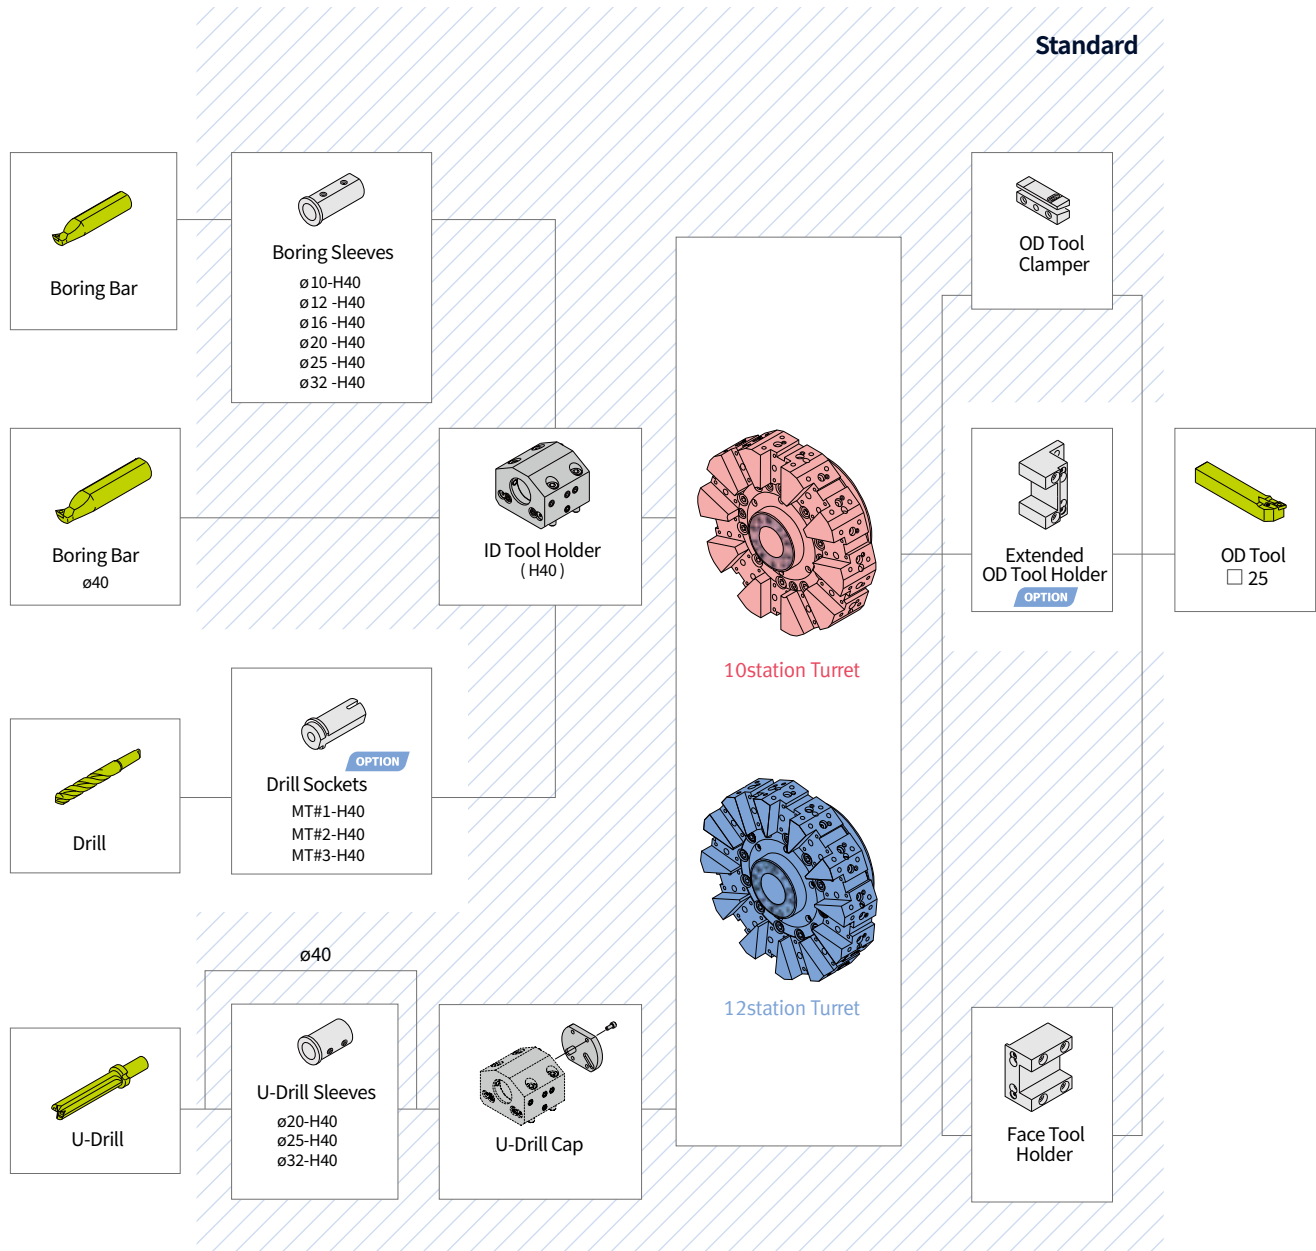 Standard
Boring Bar
Boring Sleeves
ø10-H40
ø12 -H40
ø16 -H40
ø20 -H40
ø25 -H40
ø32 -H40
OD Tool
Clamper
Boring Bar
ø40
ID Tool Holder
( H40 )
10station Turret
Extended
OD Tool Holder
OPTION
OD Tool
□ 25
Drill
OPTION
Drill Sockets
MT#1-H40
MT#2-H40
MT#3-H40
12station Turret
ø40
U-Drill
U-Drill Sleeves
ø20-H40
ø25-H40
ø32-H40
U-Drill Cap
Face Tool
Holder